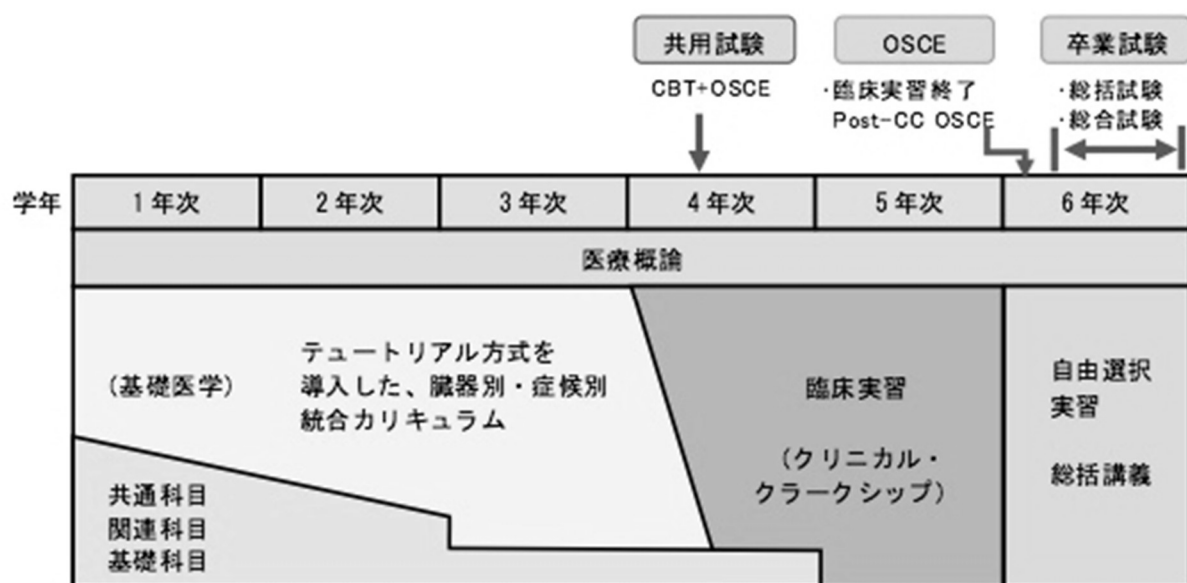 共用試験
CBT+OSCE
OSCE
・臨床実習終了
Post-CC OSCE
卒業試験
・総括試験
・総合試験
学年
1年次
2年次
3年次
4年次
5年次
6年次
医療概論
(基礎医学)
テュートリアル方式を
導入した、臓器別・症候別
統合カリキュラム
共通科目
関連科目
基礎科目
臨床実習
(クリニカル・
クラークシップ)
自由選択
実習
総括講義